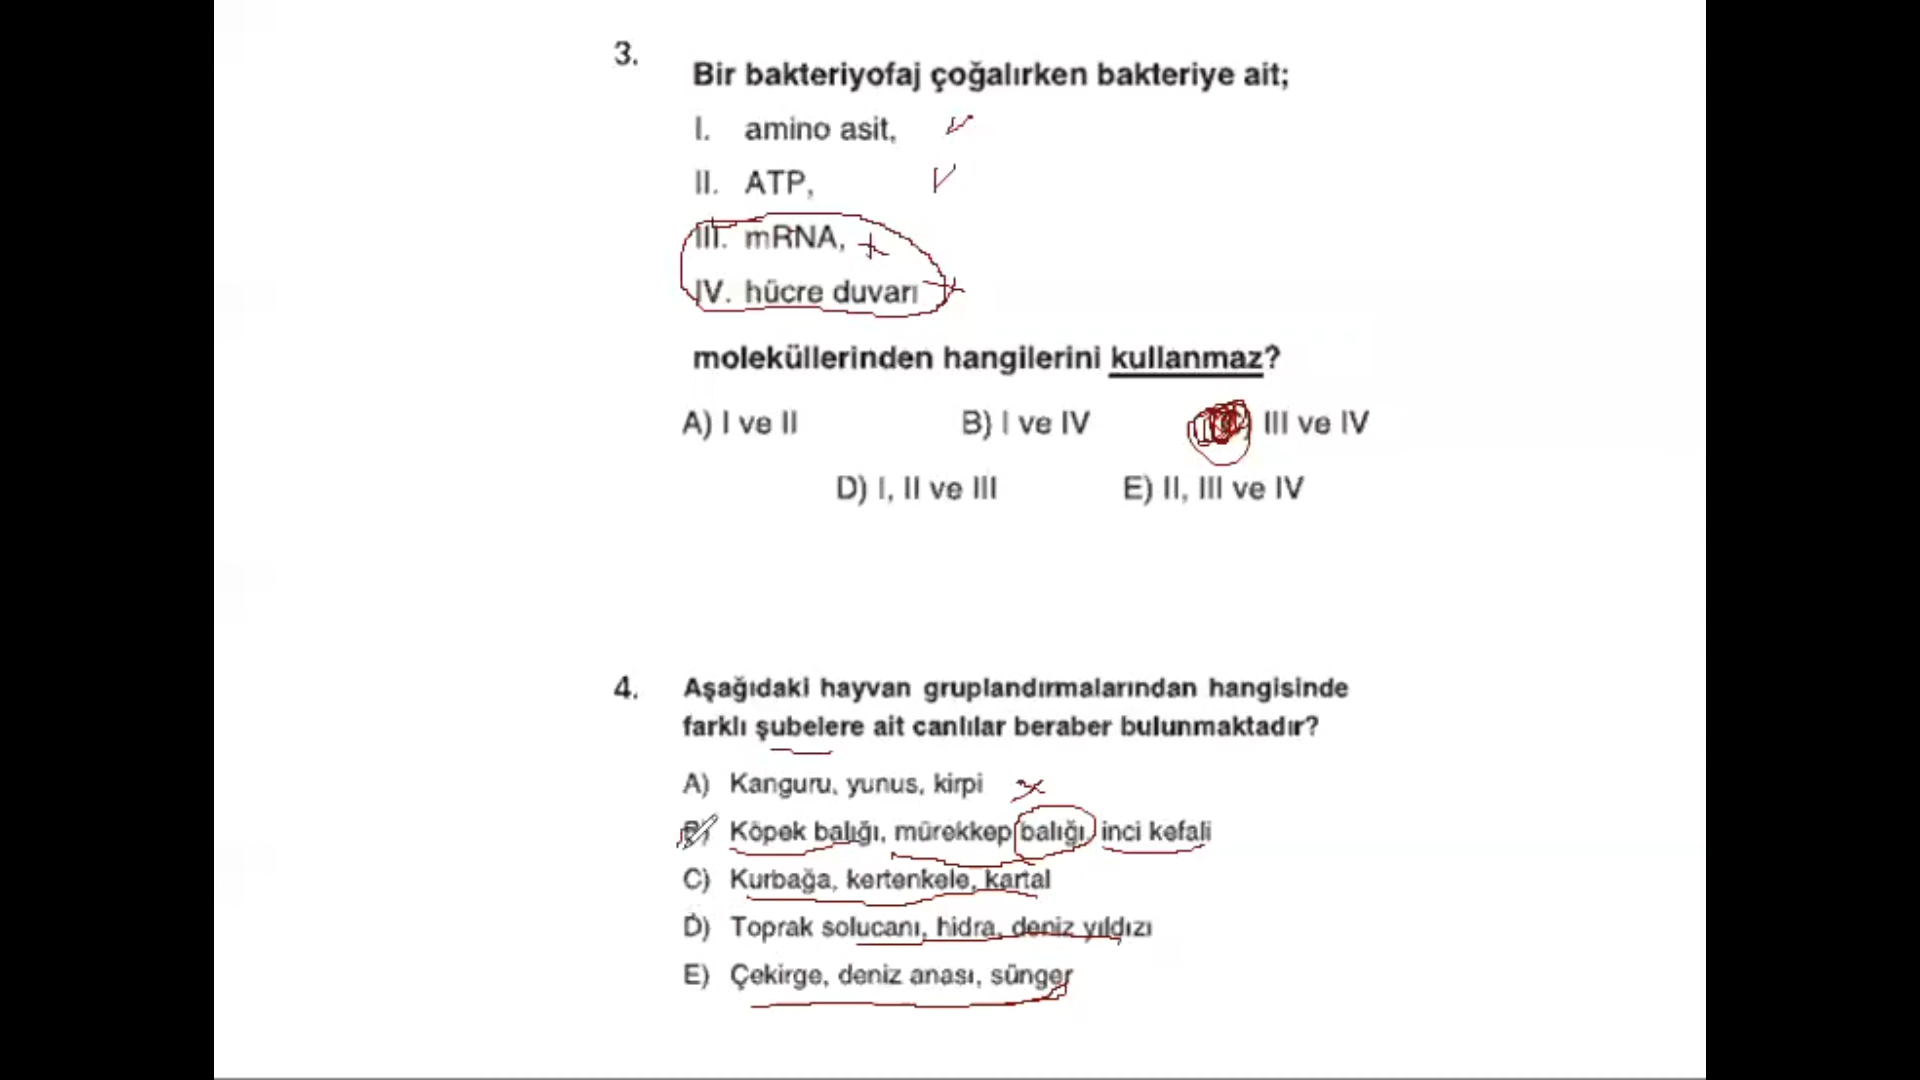 3.
Bir bakteriyofaj çoğalırken bakteriye ait;
I. amino asit,
II. ATP,
III. mRNA,
IV. hücre duvarı
moleküllerinden hangilerini kullanmaz?
A) I ve II B) I ve IV III ve IV
D) I, II ve III E) II, III ve IV
4. Aşağıdaki hayvan gruplandırmalarından hangisinde
farklı şubelere ait canlılar beraber bulunmaktadır?
A) Kanguru, yunus, kirpi
B) Köpek balığı, mürekkep balığı, inci kefali
C) Kurbağa, kertenkele, kartal
D) Toprak solucanı, hidra, deniz yıldızı
E) Çekirge, deniz anası, sünger